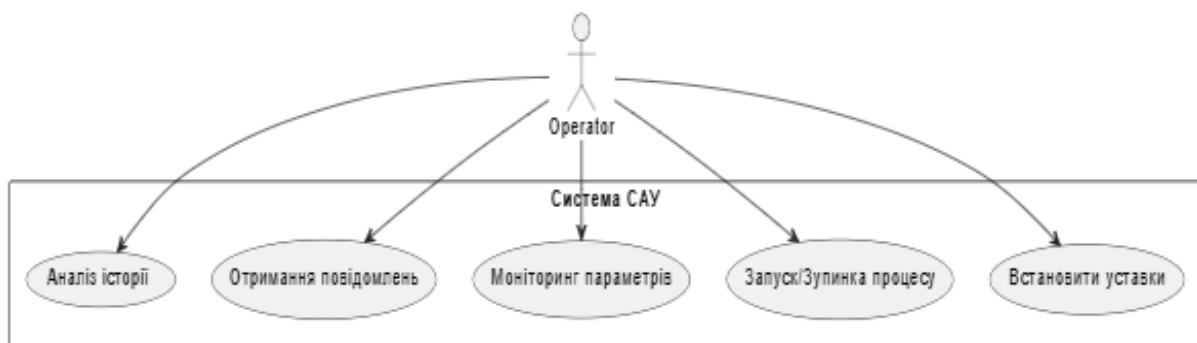 Operator
Система САУ
Аналіз історії
Отримання повідомлень
Моніторинг параметрів
Запуск/Зупинка процесу
Встановити уставки